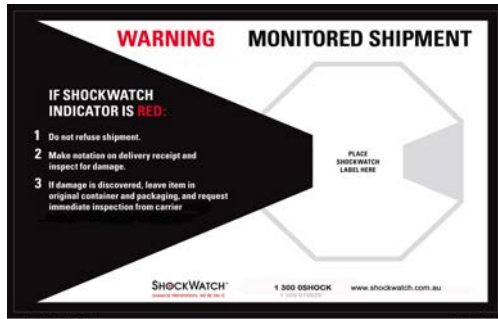 WARNING MONITORED SHIPMENT
IF SHOCKWATCH
INDICATOR IS RED:
1 Do not refuse shipment.
2 Make notation on delivery receipt and
inspect for damage.
3 If damage is discovered, leave item in
original container and packaging, and request
immediate inspection from carrier
PLACE
SHOCKWATCH
LABEL HERE
SHOCKWATCH
1 300 0SHOCK www.shockwatch.com.au